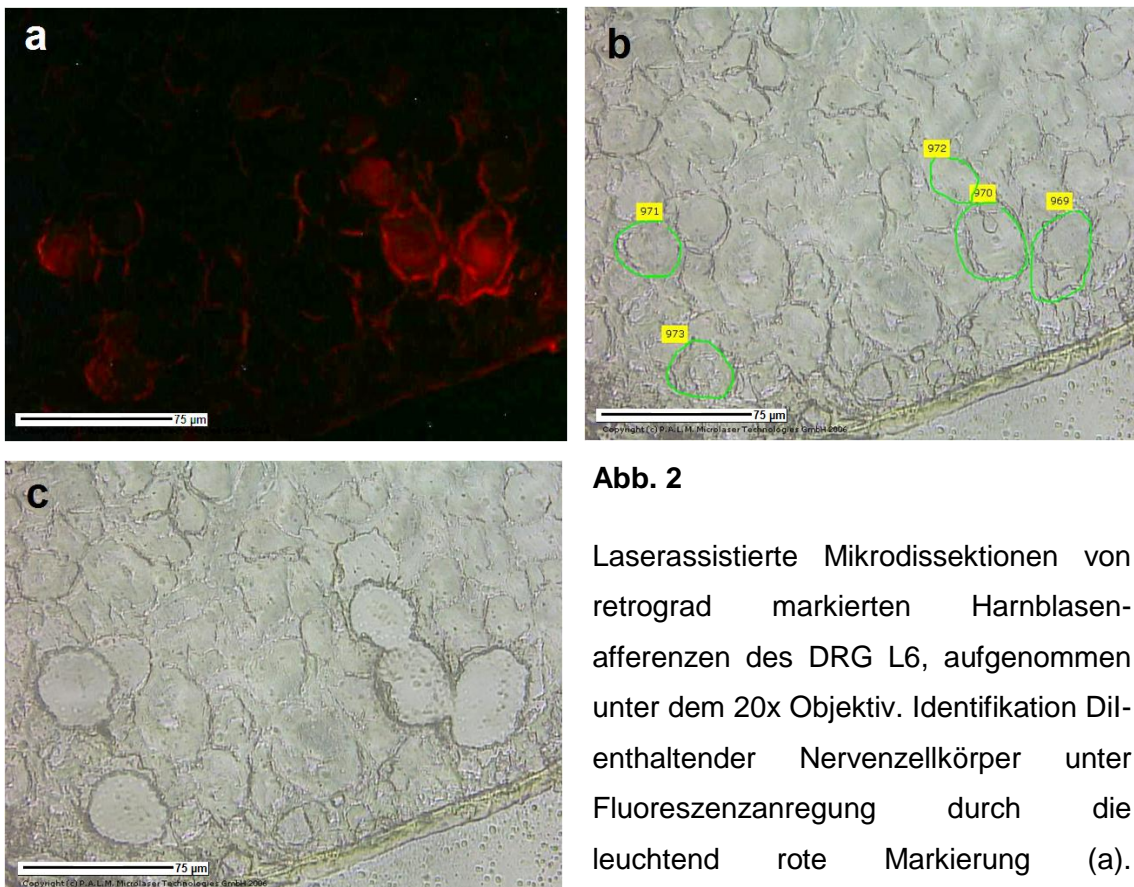 a
75 µm
b
972
970
969
971
973
75 µm
Copyright (c) P.A.L.M. Microlaser Technologies GmbH 2006
c
75 µm
Copyright (c) P.A.L.M. Microlaser Technologies GmbH 2006
Abb. 2
Laserassistierte Mikrodissektionen von
retrograd markierten Harnblasen-
afferenzen des DRG L6, aufgenommen
unter dem 20x Objektiv. Identifikation DiI-
enthaltender Nervenzellkörper unter
Fluoreszenzanregung durch die
leuchtend rote Markierung (a).